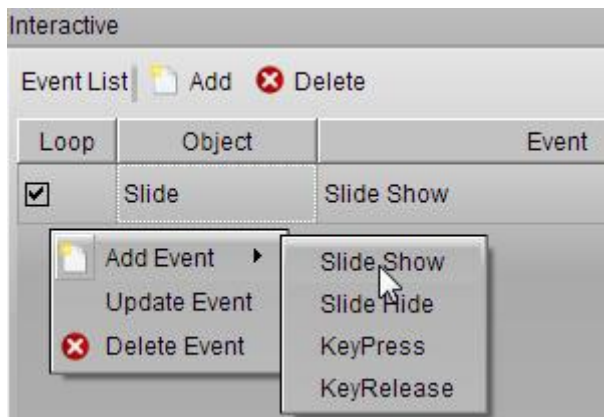 Interactive
Event List Add Delete
Loop Object Event
Slide Slide Show
Add Event Slide Show
Update Event Slide Hide
Delete Event KeyPress
KeyRelease